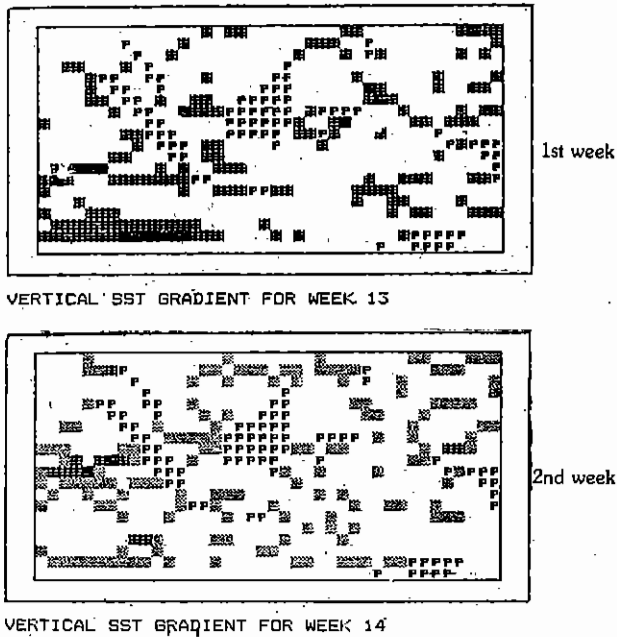 1st week
VERTICAL SST GRADIENT FOR WEEK 13
2nd week
VERTICAL SST GRADIENT FOR WEEK 14